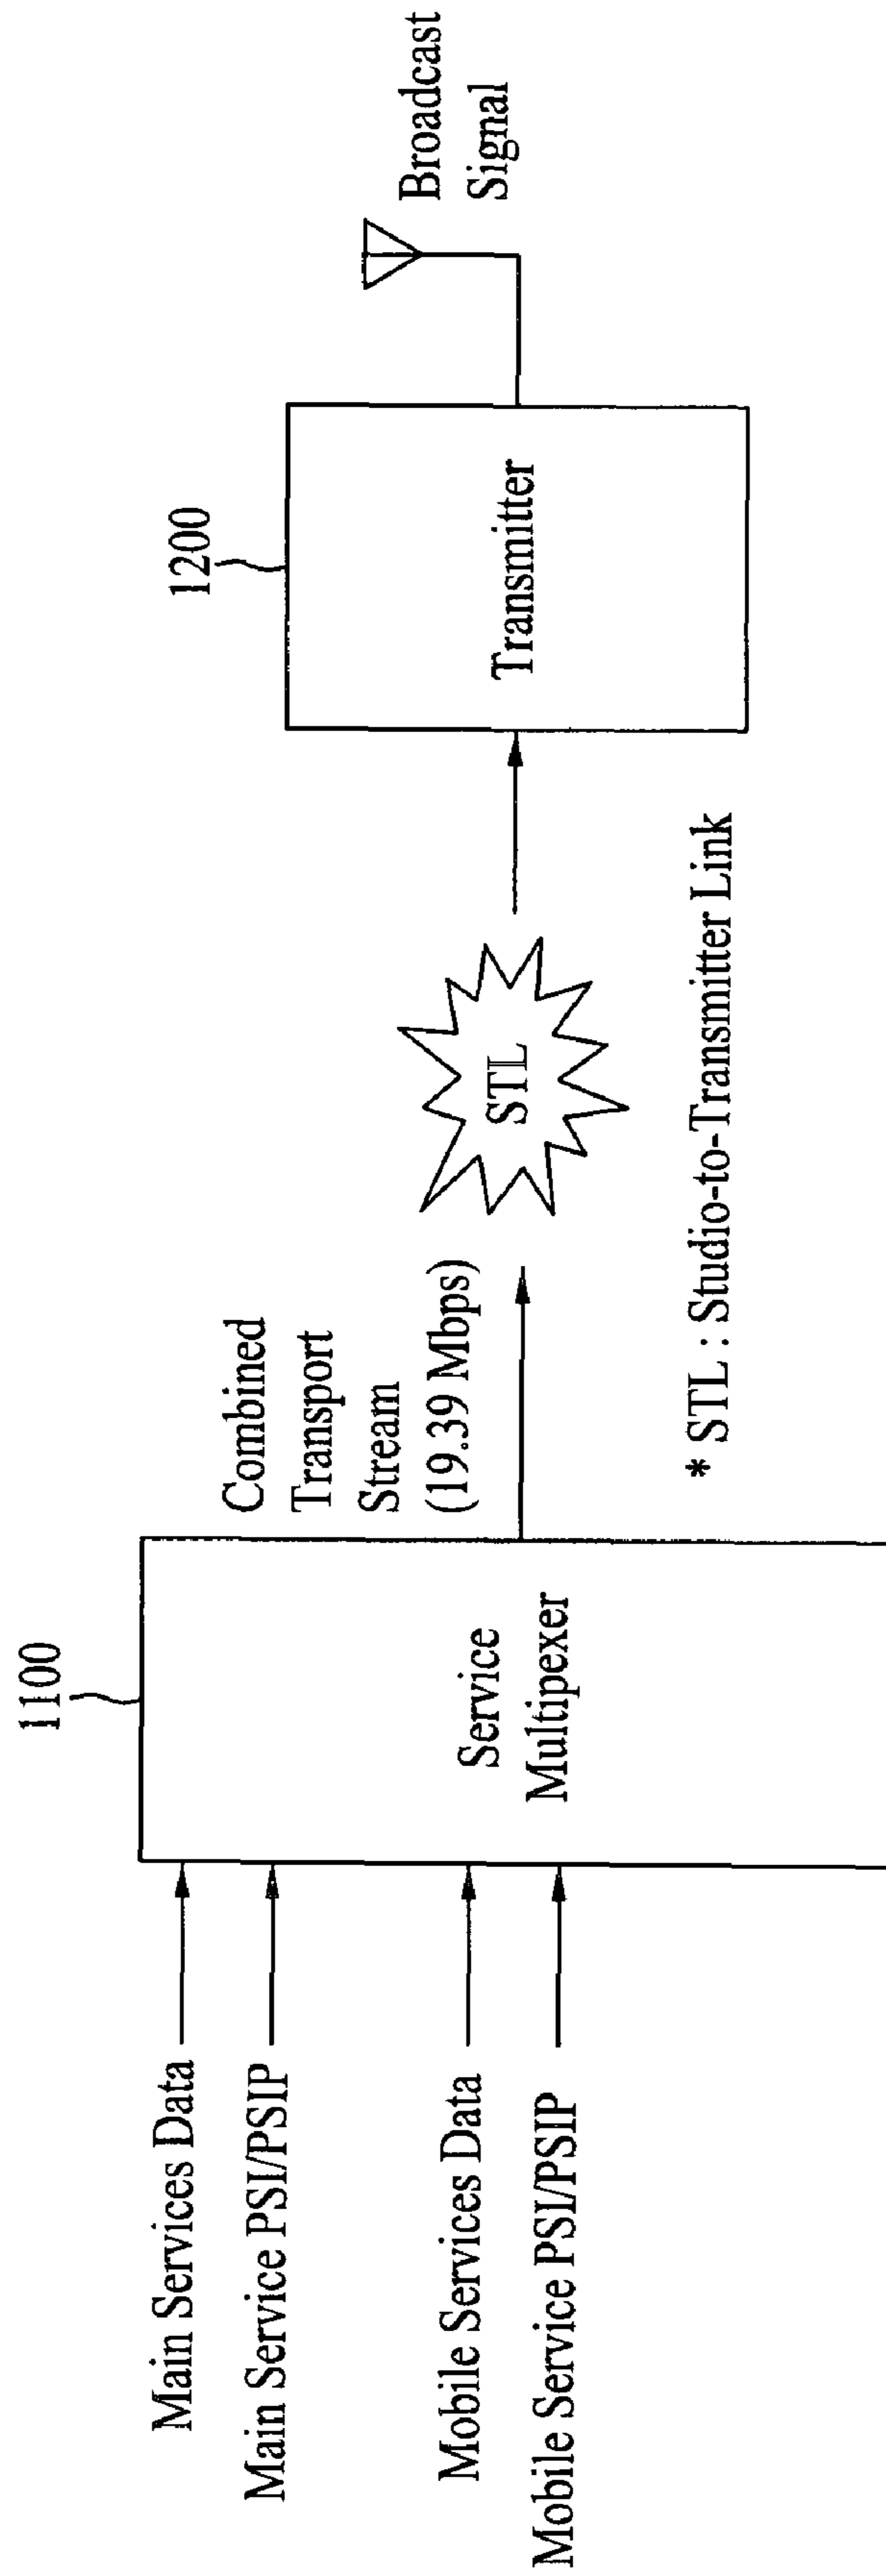 Main Services Data
Main Service PSI/PSIP
Mobile Services Data
Mobile Service PSI/PSIP
1100
Service
Multipexer
Combined
Transport
Stream
(19.39 Mbps)
STL
* STL : Studio-to-Transmitter Link
1200
Transmitter
Broadcast
Signal